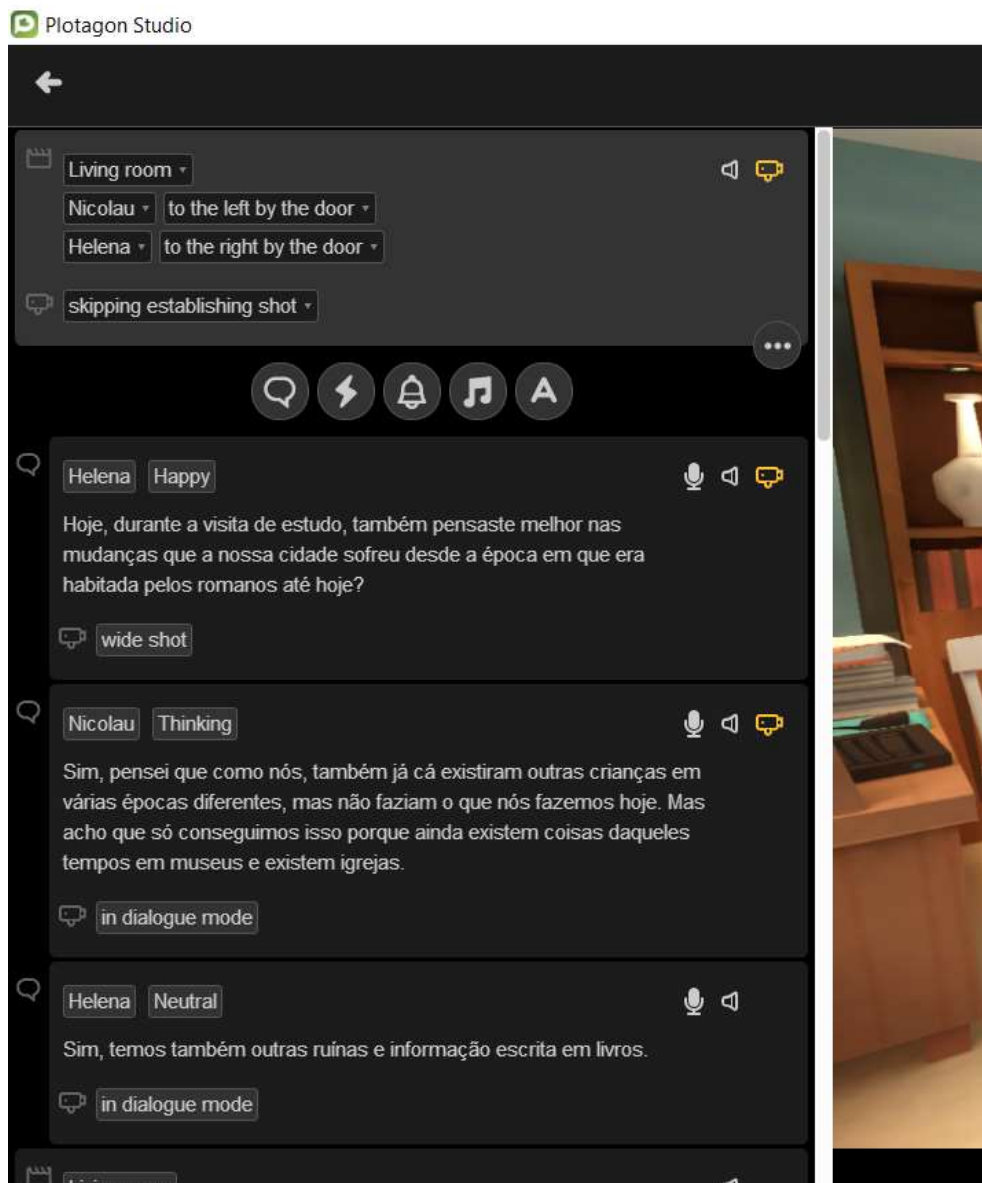 Plotagon Studio
Living room
Nicolau to the left by the door
Helena to the right by the door
skipping establishing shot
A
Helena Happy
Hoje, durante a visita de estudo, também pensaste melhor nas
mudanças que a nossa cidade sofreu desde a época em que era
habitada pelos romanos até hoje?
wide shot
Nicolau Thinking
Sim, pensei que como nós, também já cá existiram outras crianças em
várias épocas diferentes, mas não faziam o que nós fazemos hoje. Mas
acho que só conseguimos isso porque ainda existem coisas daqueles
tempos em museus e existem igrejas.
in dialogue mode
Helena Neutral
Sim, temos também outras ruínas e informação escrita em livros.
in dialogue mode